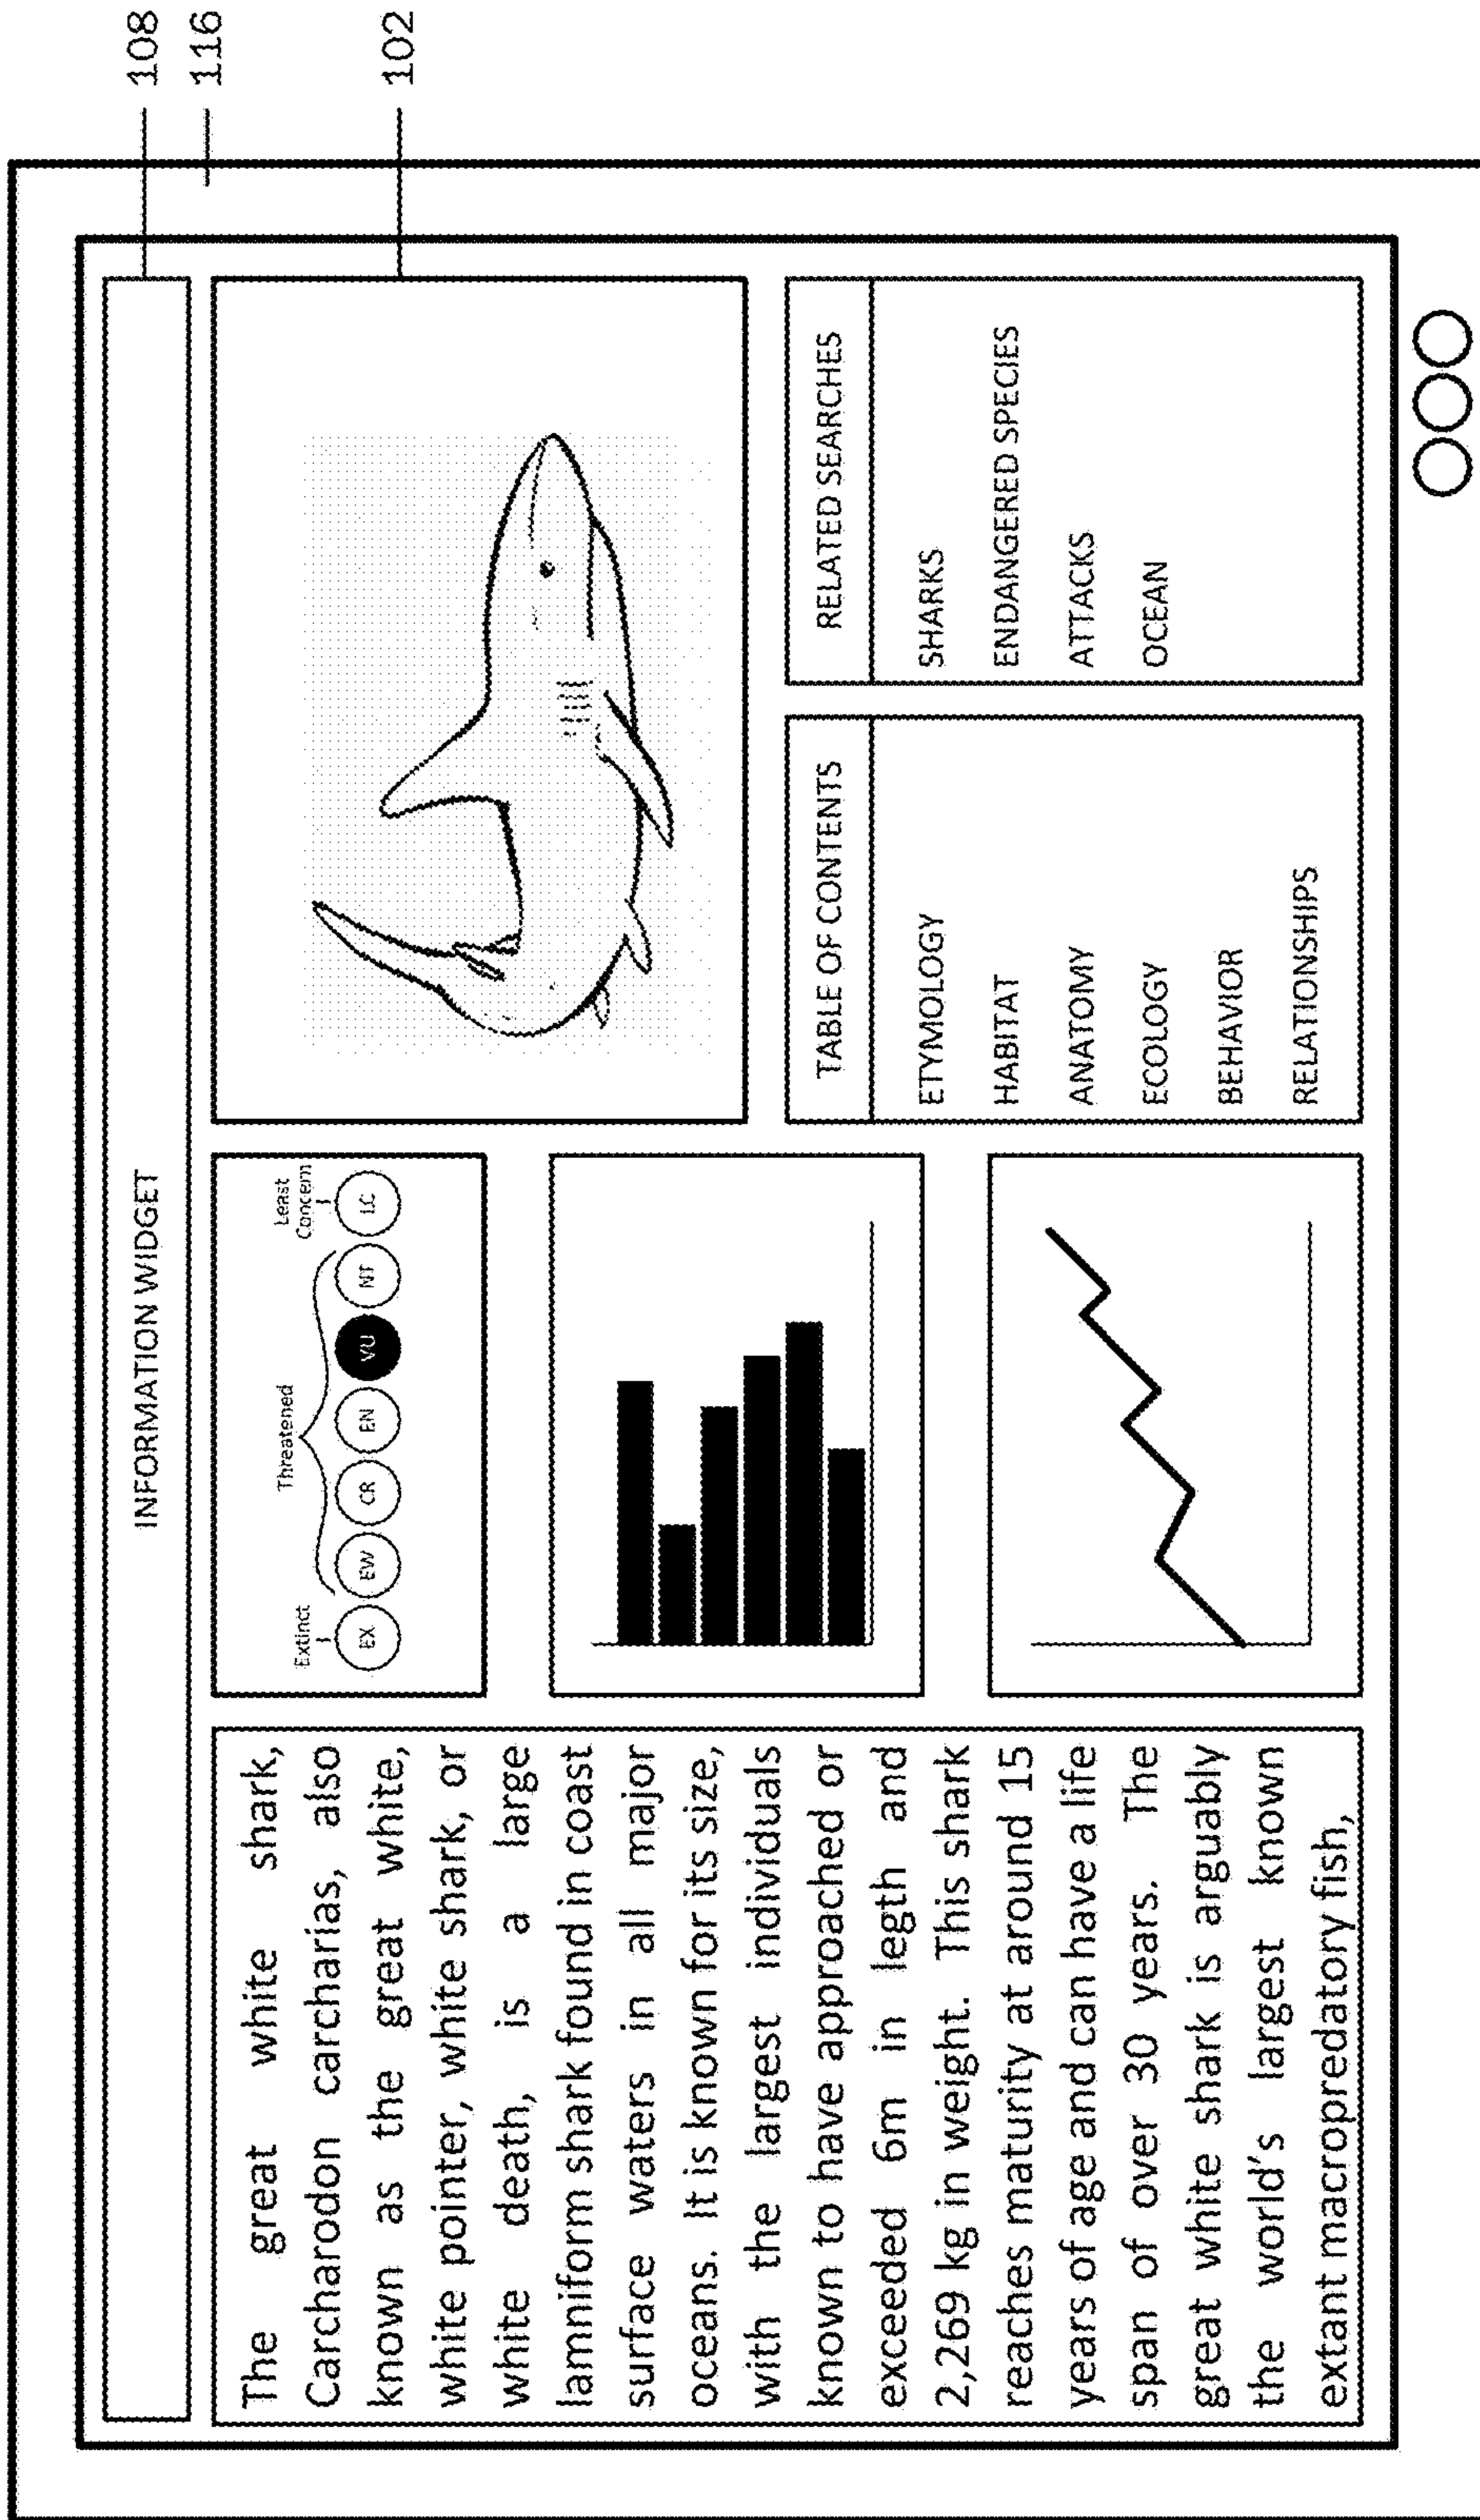 INFORMATION WIDGET
The great white shark,
Carcharodon carcharias, also
known as the great white,
white pointer, white shark, or
white death, is a large
lamniform shark found in coast
surface waters in all major
oceans. It is known for its size,
with the largest individuals
known to have approached or
exceeded 6m in legth and
2,269 kg in weight. This shark
reaches maturity at around 15
years of age and can have a life
span of over 30 years. The
great white shark is arguably
the world's largest known
extant macropredatory fish,
Extinct
Threatened
Least
Concern
EX EW CR EN VU NT LC
TABLE OF CONTENTS
ETYMOLOGY
HABITAT
ANATOMY
ECOLOGY
BEHAVIOR
RELATIONSHIPS
RELATED SEARCHES
SHARKS
ENDANGERED SPECIES
ATTACKS
OCEAN
108
116
102